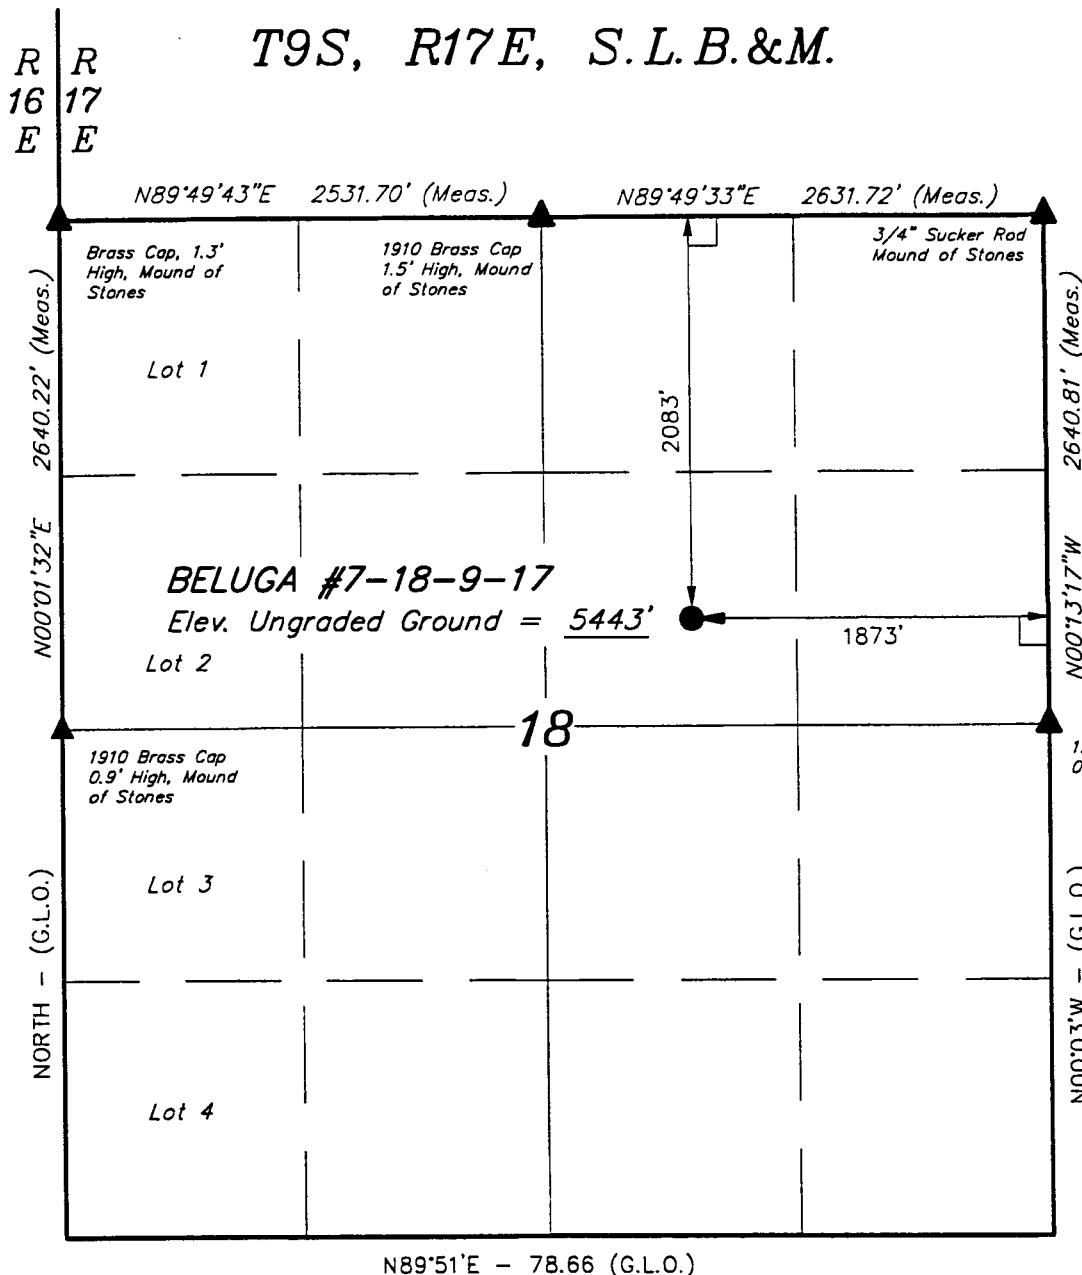 T9S, R17E, S.L.B.&M.
R R
16 17
E E
N89°49'43"E 2531.70' (Meas.)
N89°49'33"E 2631.72' (Meas.)
Brass Cap, 1.3'
High, Mound of
Stones
1910 Brass Cap
1.5' High, Mound
of Stones
3/4" Sucker Rod
Mound of Stones
N00°01'32"E 2640.22' (Meas.)
N00°13'17"W 2640.81' (Meas.)
Lot 1
2083'
BELUGA #7-18-9-17
Elev. Ungraded Ground = 5443'
1873'
Lot 2
18
1910 Brass Cap
0.9' High, Mound
of Stones
Lot 3
NORTH - (G.L.O.)
N00°03'W - (G.L.O.)
Lot 4
N89°51'E - 78.66 (G.L.O.)